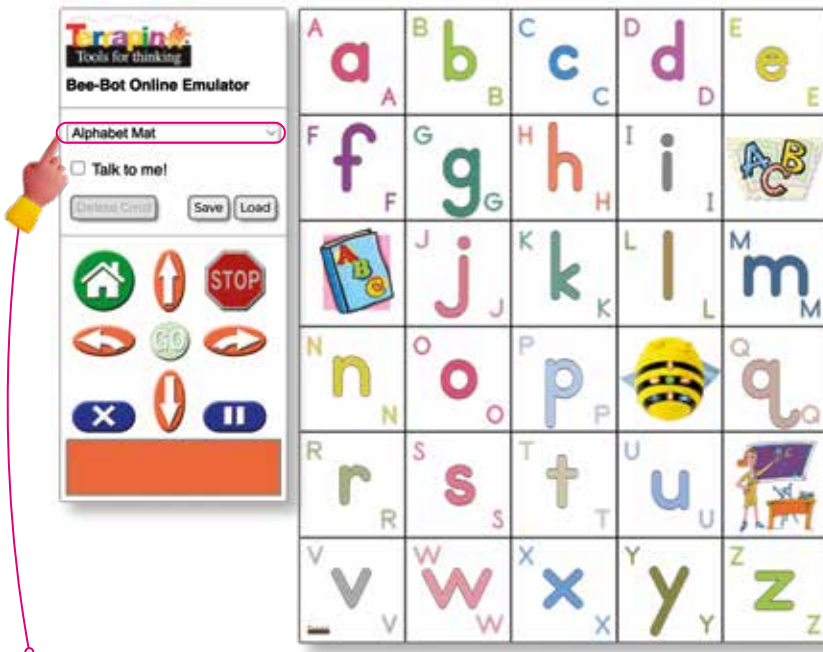 Terrapin
Tools for thinking
Bee-Bot Online Emulator
Alphabet Mat
Talk to me!
Delete Cmd
Save
Load
STOP
GO
A a A
B b B
C c C
D d D
E e E
F f F
G g G
H h H
I i I
A B C
A B C
J j J
K k K
L l L
M m M
N n N
O o O
P p P
Q q Q
R r R
S s S
T t T
U u U
V v V
W w W
X x X
Y y Y
Z z Z